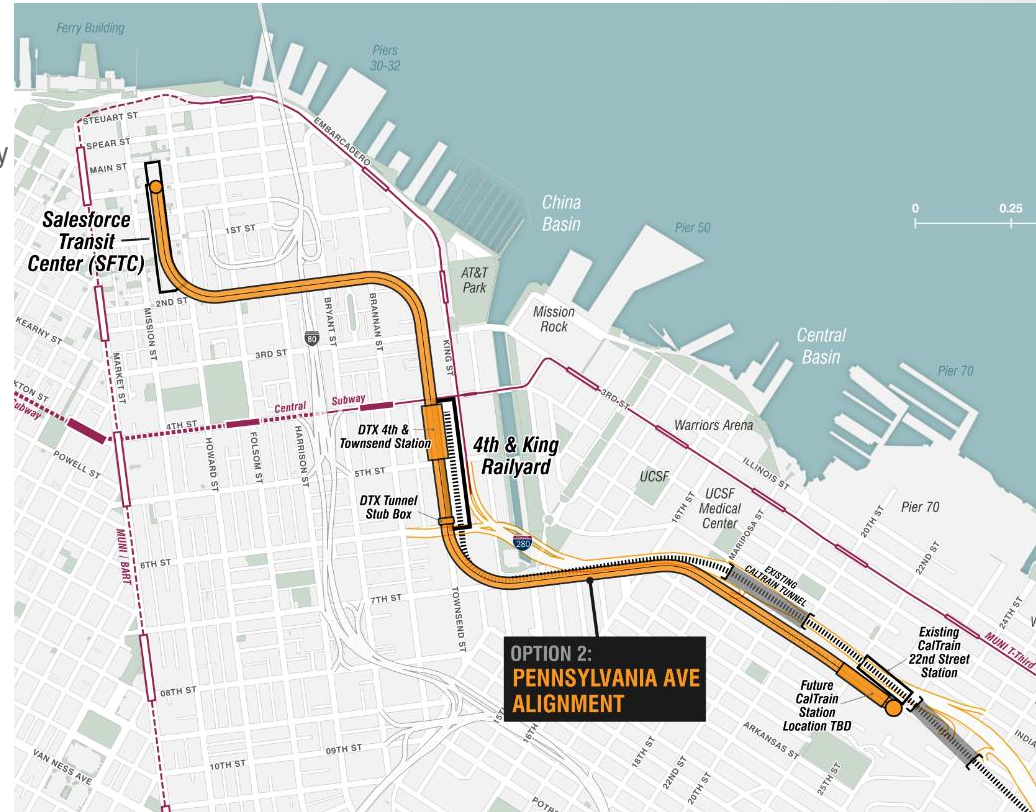 Ferry Building
Piers
30-32
STEUART ST
SPEAR ST
MAIN ST
EMBARCADERO
Salesforce
Transit
Center (SFTC)
1ST ST
2ND ST
China
Basin
Pier 50
0
0.25
AT&T
Park
Mission
Rock
Central
Basin
Pier 70
KEARNY ST
MISSION ST
MARKET ST
80
BRYANT ST
BRANNAN ST
KING ST
3RD ST
Central
Subway
4TH ST
Subway
POWELL ST
HOWARD ST
FOLSOM ST
HARRISON ST
DTX 4th &
Townsend Station
4th & King
Railyard
5TH ST
3RD ST
Warriors Arena
ILLINOIS ST
UCSF
UCSF
Medical
Center
16TH ST
MARIPOSA ST
20TH ST
Pier 70
22ND ST
DTX Tunnel
Stub Box
280
MUNI / BART
6TH ST
7TH ST
TOWNSEND ST
EXISTING
CALTRAIN TUNNEL
24TH ST
MUNI T-Third
Existing
CalTrain
22nd Street
Station
OPTION 2:
PENNSYLVANIA AVE
ALIGNMENT
Future
CalTrain
Station
Location TBD
08TH ST
09TH ST
10TH ST
VAN NESS AVE
16TH
18TH ST
22ND ST
20TH ST
ARKANSAS ST
25TH ST